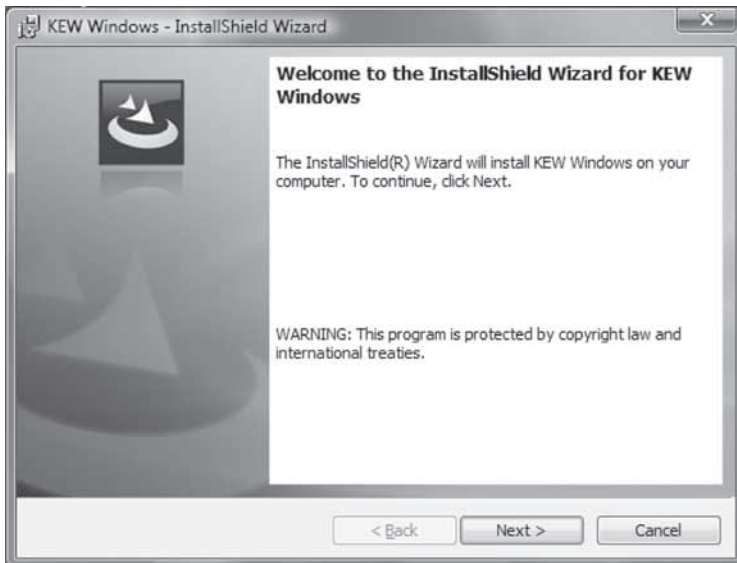 KEW Windows - InstallShield Wizard
Welcome to the InstallShield Wizard for KEW
Windows
The InstallShield(R) Wizard will install KEW Windows on your
computer. To continue, click Next.
WARNING: This program is protected by copyright law and
international treaties.
< Back
Next >
Cancel